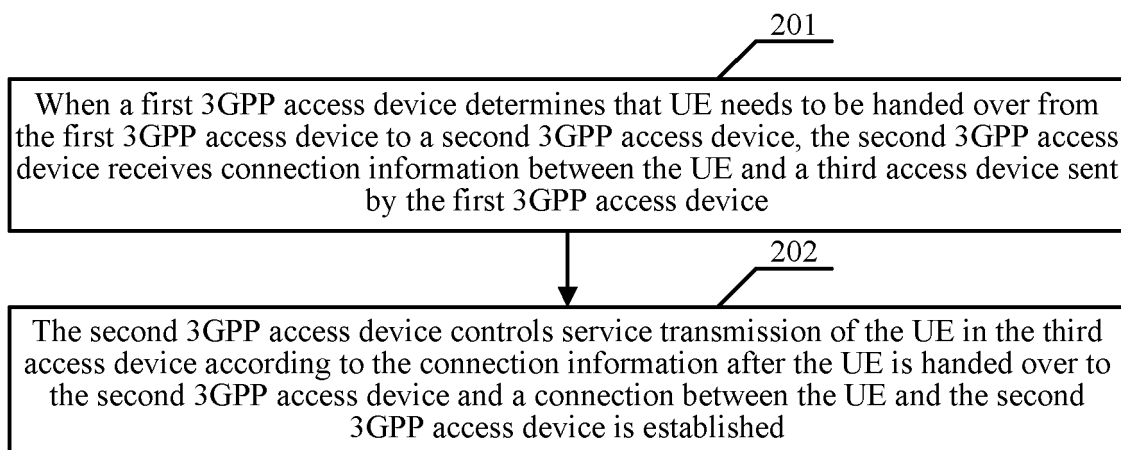 201
When a first 3GPP access device determines that UE needs to be handed over from
the first 3GPP access device to a second 3GPP access device, the second 3GPP access
device receives connection information between the UE and a third access device sent
by the first 3GPP access device
202
The second 3GPP access device controls service transmission of the UE in the third
access device according to the connection information after the UE is handed over to
the second 3GPP access device and a connection between the UE and the second
3GPP access device is established